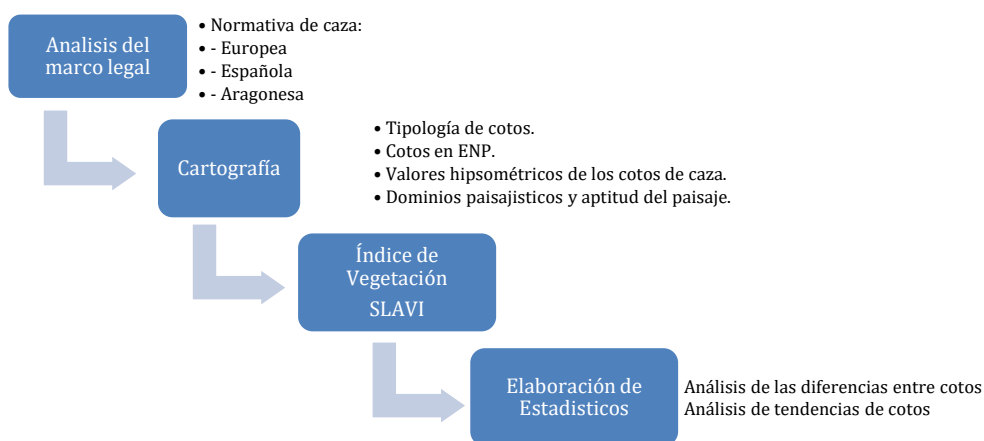 Analisis del
marco legal
• Normativa de caza:
• - Europea
• - Española
• - Aragonesa
Cartografía
• Tipología de cotos.
• Cotos en ENP.
• Valores hipsométricos de los cotos de caza.
• Dominios paisajisticos y aptitud del paisaje.
Índice de
Vegetación
SLAVI
Elaboración de
Estadisticos
Análisis de las diferencias entre cotos
Análisis de tendencias de cotos